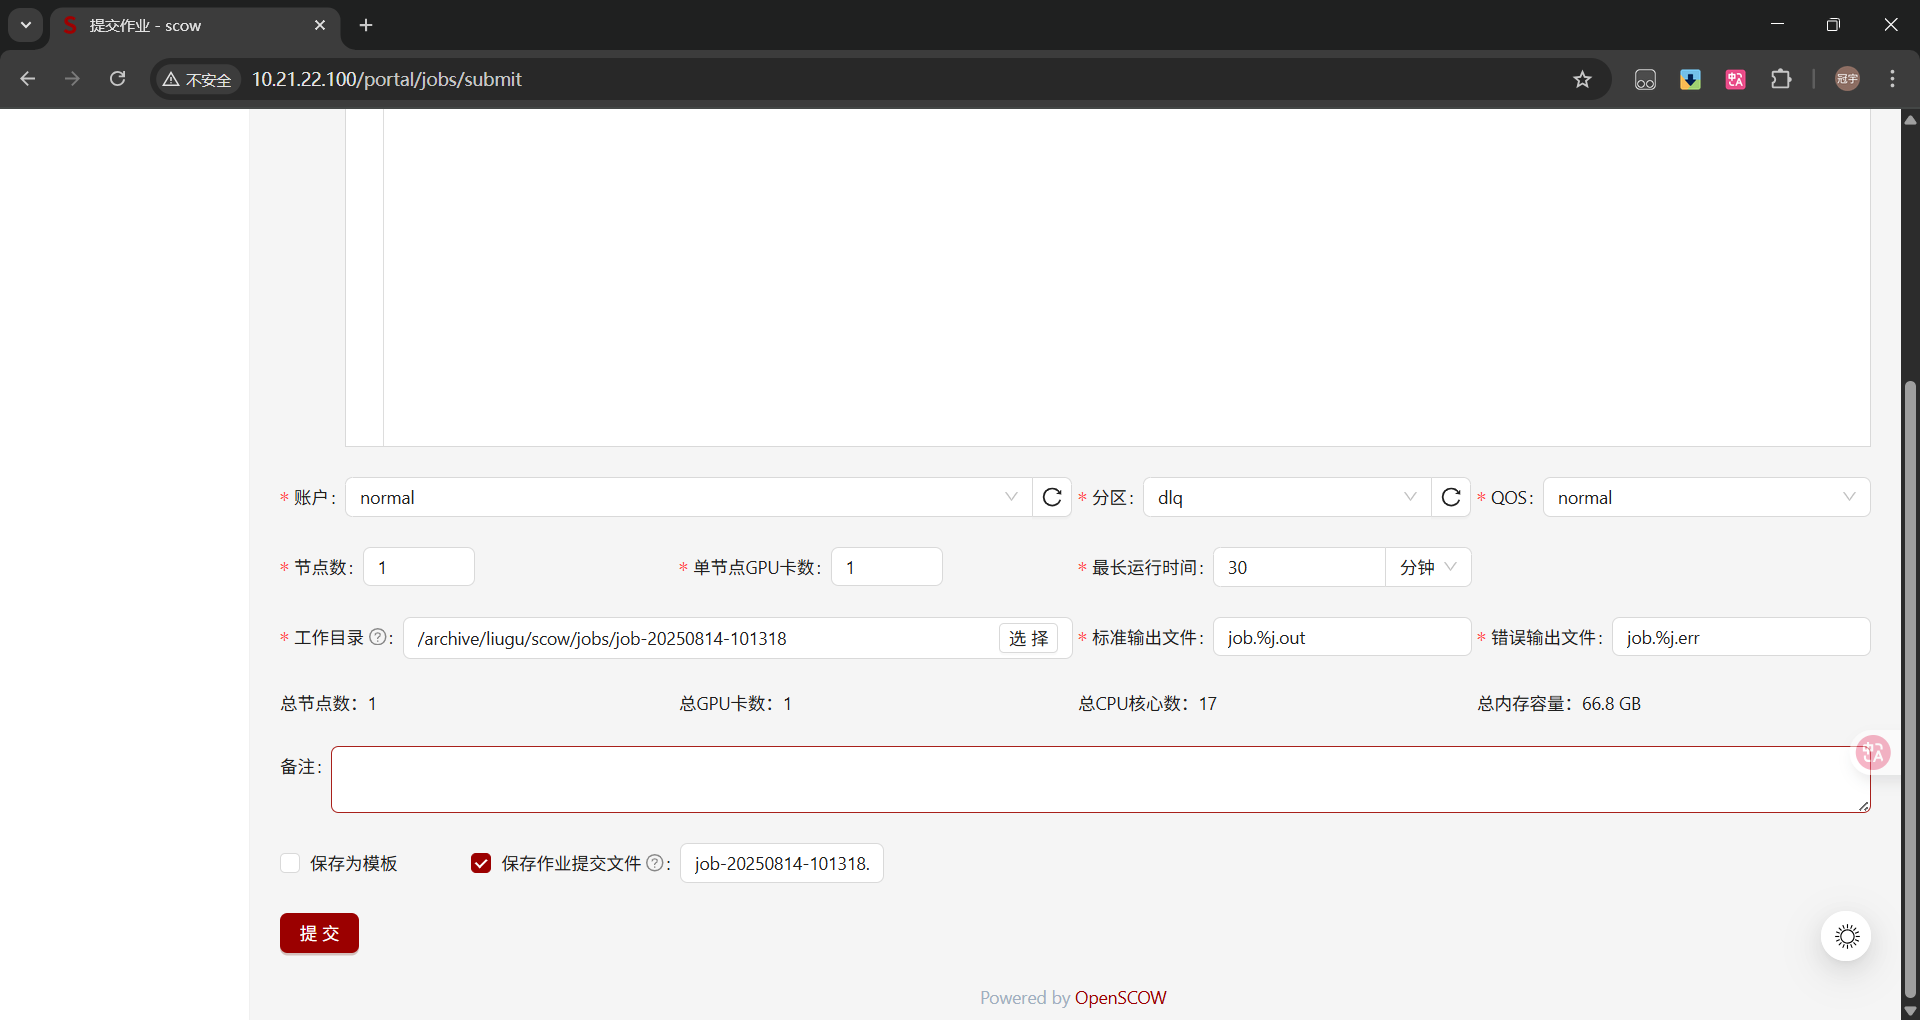 提交作业 - scow
不安全 10.21.22.100/portal/jobs/submit 冠宇
* 账户: normal * 分区: dlq * QOS: normal
* 节点数: 1 * 单节点GPU卡数: 1 * 最长运行时间: 30 分钟
* 工作目录 ? : /archive/liugu/scow/jobs/job-20250814-101318 选 择 * 标准输出文件: job.%j.out * 错误输出文件: job.%j.err
总节点数: 1 总GPU卡数: 1 总CPU核心数: 17 总内存容量: 66.8 GB
备注:
保存为模板 保存作业提交文件 ? : job-20250814-101318.
提 交
Powered by OpenSCOW